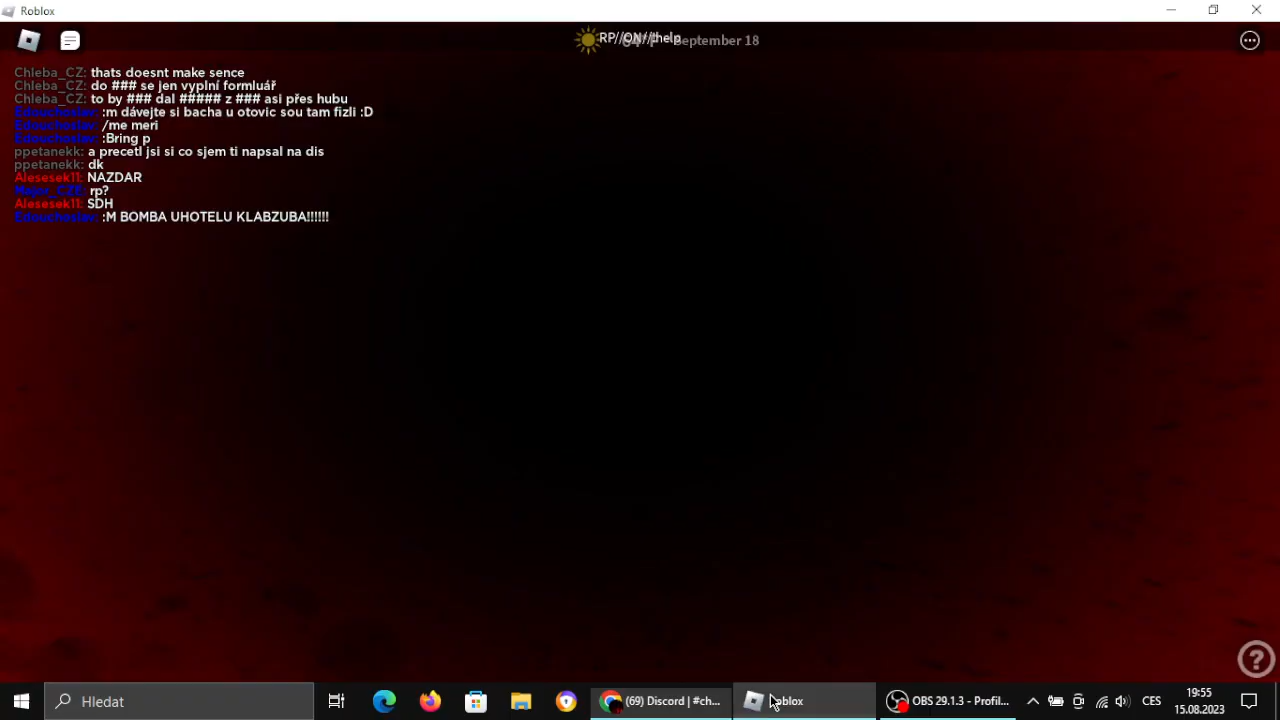 Roblox
RP//ON//!help
September 18
Chleba_CZ: thats doesnt make sence
Chleba_CZ: do ### se jen vyplní formluář
Chleba_CZ: to by ### dal ##### z ### asi přes hubu
Edouchoslav: :m dávejte si bacha u otovic sou tam fizli :D
Edouchoslav: /me meri
Edouchoslav: :Bring p
ppetanekk: a precetl jsi si co sjem ti napsal na dis
ppetanekk: dk
Alesesek11: NAZDAR
Major_CZE: rp?
Alesesek11: SDH
Edouchoslav: :M BOMBA UHOTELU KLABZUBA!!!!!!
?
Hledat
(69) Discord | #ch...
Roblox
OBS 29.1.3 - Profil...
CES
19:55
15.08.2023